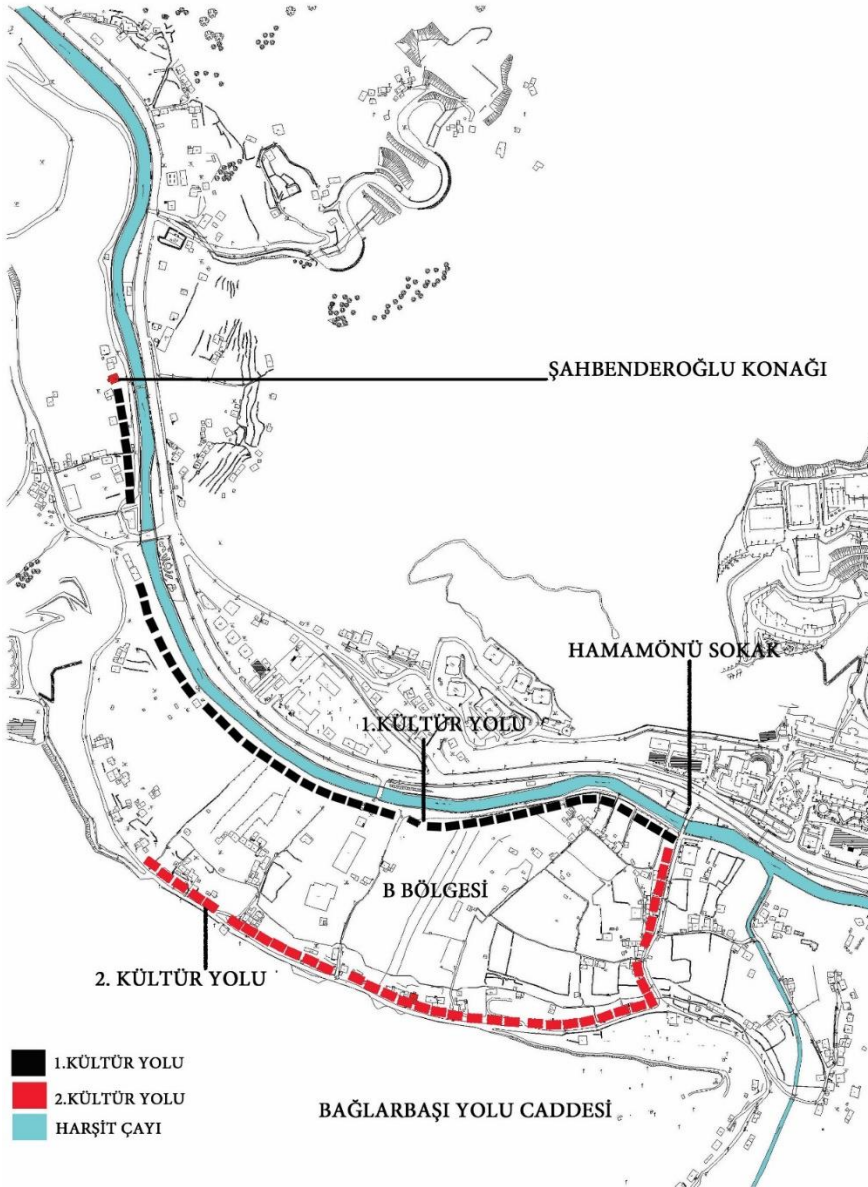 ŞAHBENDEROĞLU KONAĞI
HAMAMÖNÜ SOKAK
1.KÜLTÜR YOLU
B BÖLGESİ
2. KÜLTÜR YOLU
1.KÜLTÜR YOLU
2.KÜLTÜR YOLU
HARŞİT ÇAYI
BAĞLARBAŞI YOLU CADDESİ